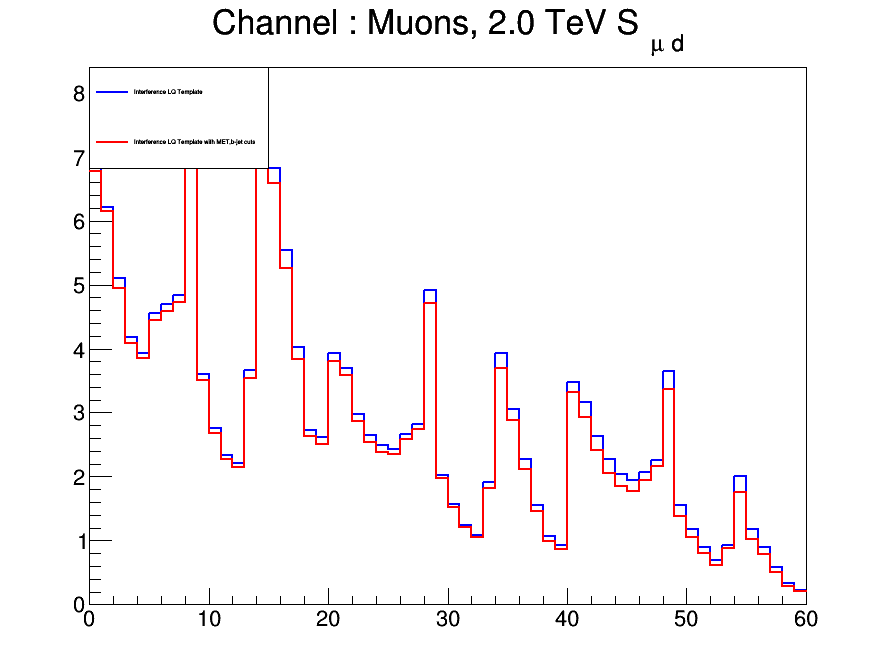 Channel : Muons, 2.0 TeV S μ d
Interference LQ Template
Interference LQ Template with MET,b-jet cuts
8
7
6
5
4
3
2
1
0
0 10 20 30 40 50 60